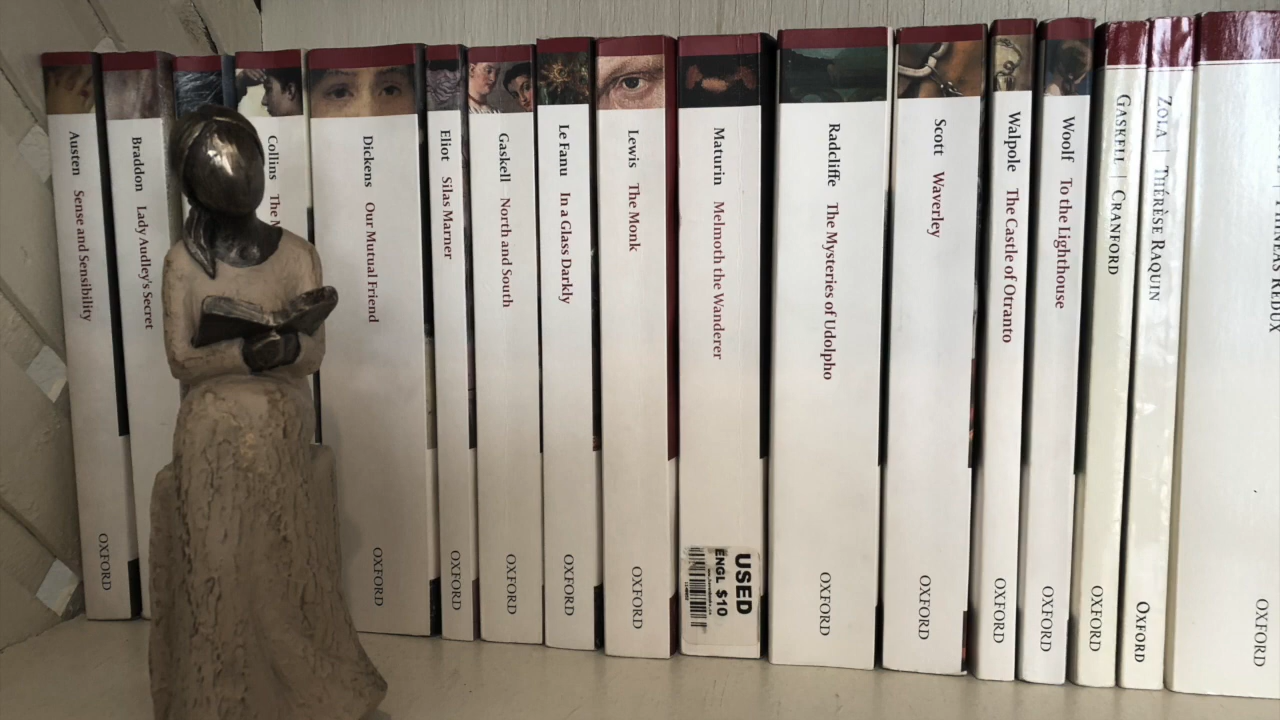 Austen Sense and Sensibility
OXFORD
Braddon Lady Audley's Secret
Collins The
Dickens Our Mutual Friend
OXFORD
Eliot Silas Marner
OXFORD
Gaskell North and South
OXFORD
Le Fanu In a Glass Darkly
OXFORD
Lewis The Monk
OXFORD
Maturin Melmoth the Wanderer
USED
ENGL $10
Radcliffe The Mysteries of Udolpho
OXFORD
Scott Waverley
OXFORD
Walpole The Castle of Otranto
OXFORD
Woolf To the Lighthouse
OXFORD
GASKELL | CRANFORD
OXFORD
ZOLA | THÉRÈSE RAQUIN
OXFORD
REDUX
OXFORD